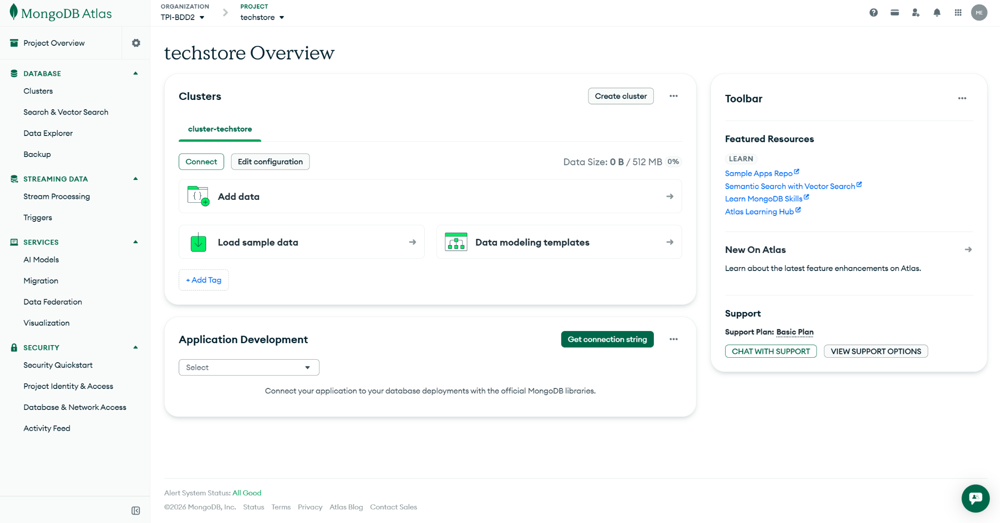 MongoDB Atlas
ORGANIZATION
TPI-BDD2
PROJECT
techstore
ME
Project Overview
DATABASE
Clusters
Search & Vector Search
Data Explorer
Backup
STREAMING DATA
Stream Processing
Triggers
SERVICES
AI Models
Migration
Data Federation
Visualization
SECURITY
Security Quickstart
Project Identity & Access
Database & Network Access
Activity Feed
techstore Overview
Clusters
Create cluster
cluster-techstore
Connect
Edit configuration
Data Size: 0 B / 512 MB 0%
{ }
Add data
Load sample data
Data modeling templates
+ Add Tag
Application Development
Get connection string
Select
Connect your application to your database deployments with the official MongoDB libraries.
Toolbar
Featured Resources
LEARN
Sample Apps Repo
Semantic Search with Vector Search
Learn MongoDB Skills
Atlas Learning Hub
New On Atlas
Learn about the latest feature enhancements on Atlas.
Support
Support Plan: Basic Plan
CHAT WITH SUPPORT
VIEW SUPPORT OPTIONS
Alert System Status: All Good
©2026 MongoDB, Inc. Status Terms Privacy Atlas Blog Contact Sales